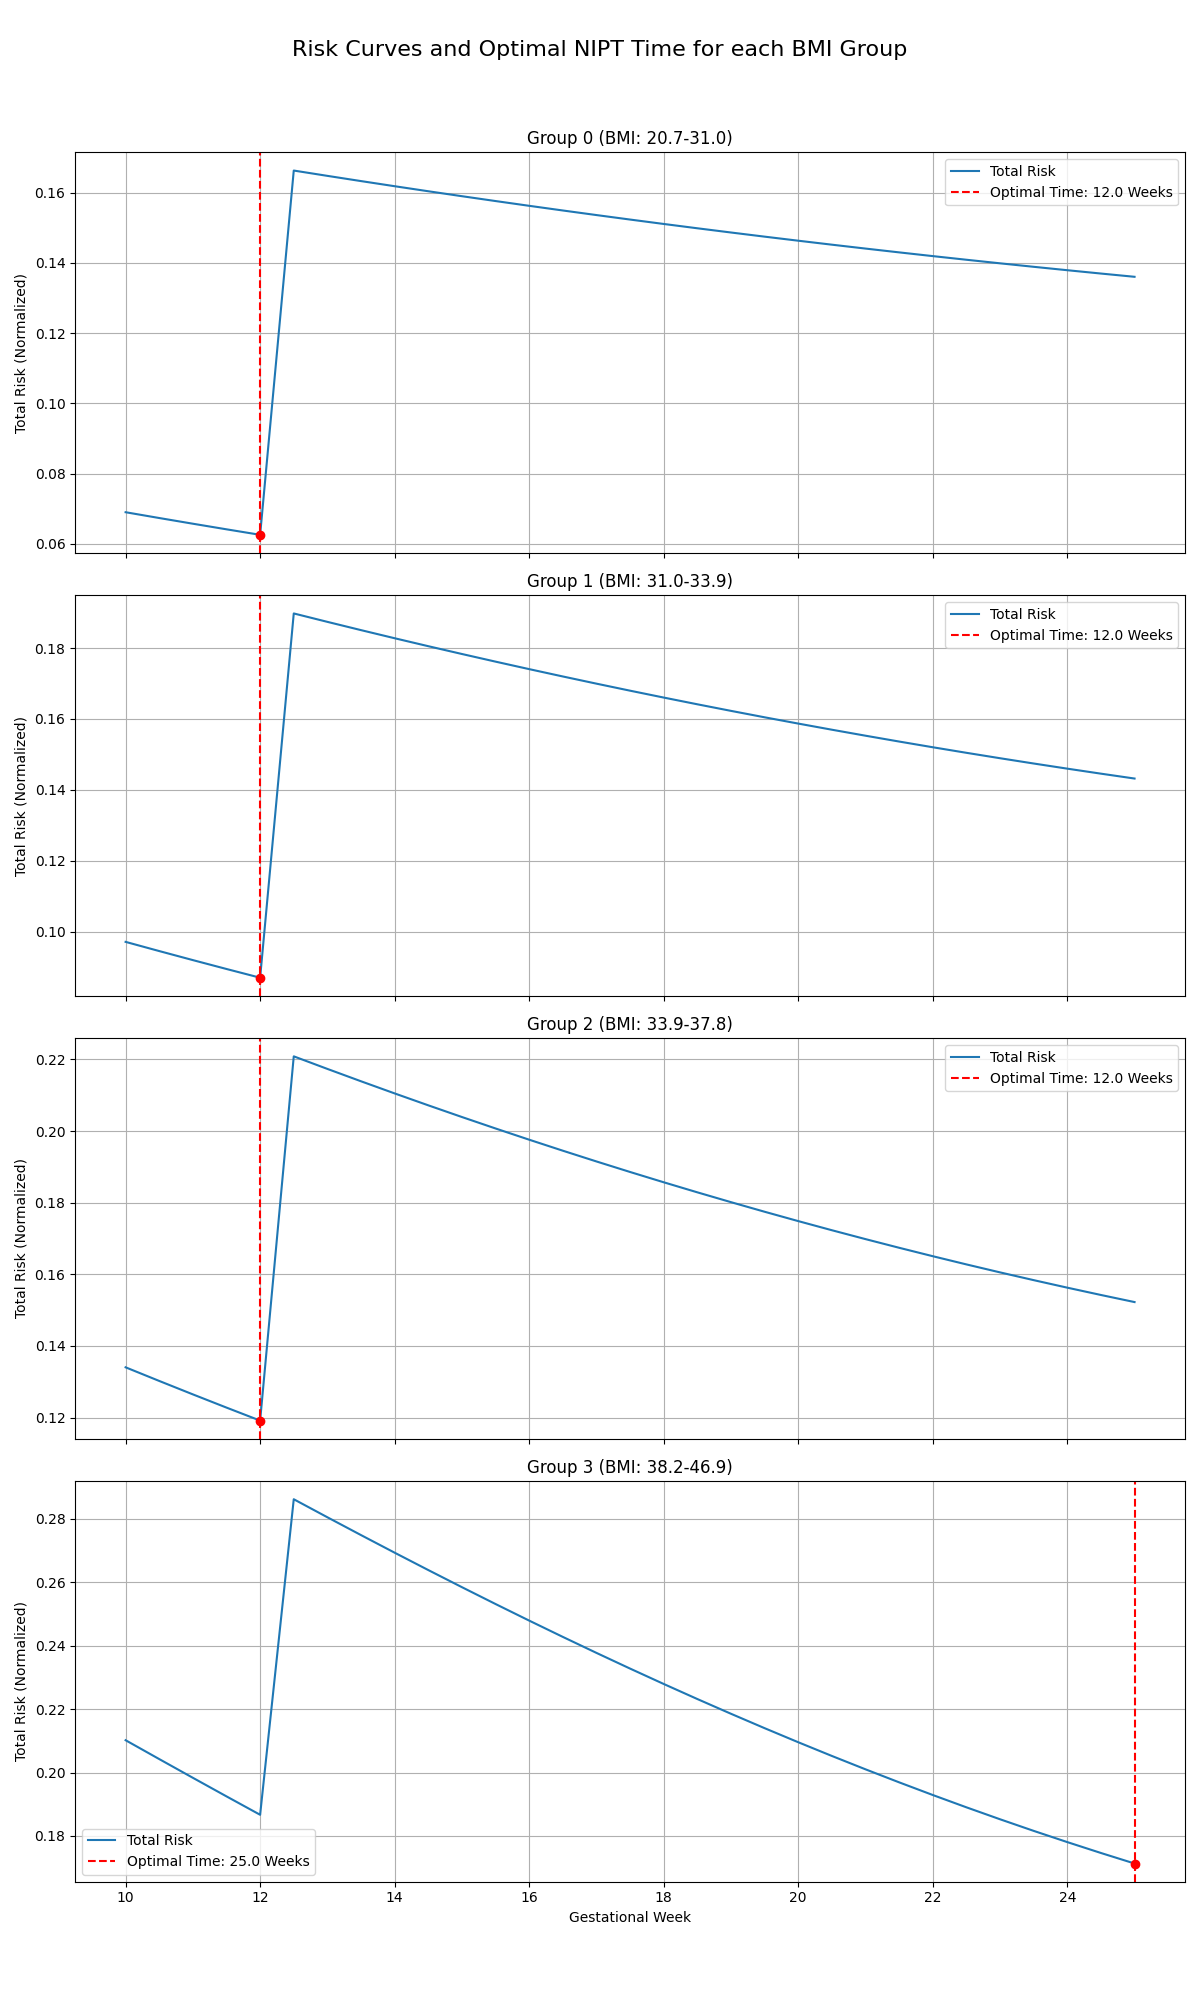 Risk Curves and Optimal NIPT Time for each BMI Group
Group 0 (BMI: 20.7-31.0)
Total Risk (Normalized)
0.16
0.14
0.12
0.10
0.08
0.06
Total Risk
Optimal Time: 12.0 Weeks
Group 1 (BMI: 31.0-33.9)
Total Risk (Normalized)
0.18
0.16
0.14
0.12
0.10
Total Risk
Optimal Time: 12.0 Weeks
Group 2 (BMI: 33.9-37.8)
Total Risk (Normalized)
0.22
0.20
0.18
0.16
0.14
0.12
Total Risk
Optimal Time: 12.0 Weeks
Group 3 (BMI: 38.2-46.9)
Total Risk (Normalized)
0.28
0.26
0.24
0.22
0.20
0.18
Total Risk
Optimal Time: 25.0 Weeks
10 12 14 16 18 20 22 24
Gestational Week